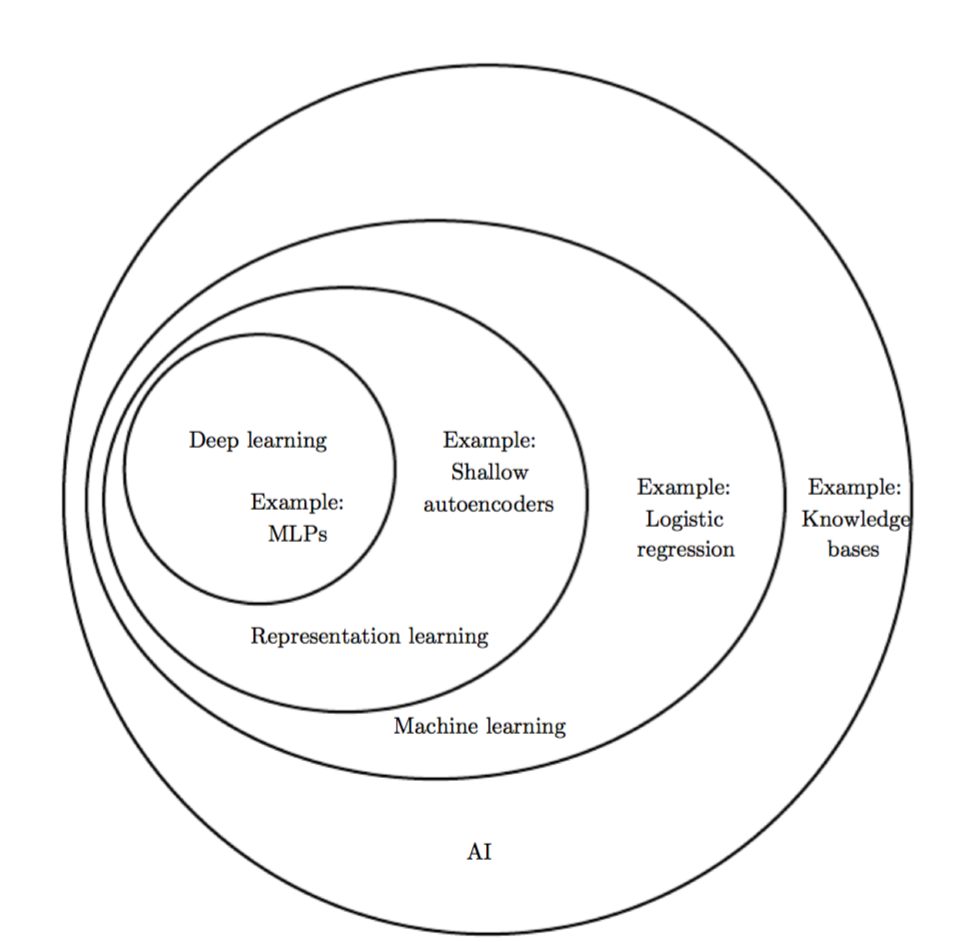 Deep learning
Example:
MLPs
Example:
Shallow
autoencoders
Example:
Logistic
regression
Example:
Knowledge
bases
Representation learning
Machine learning
AI